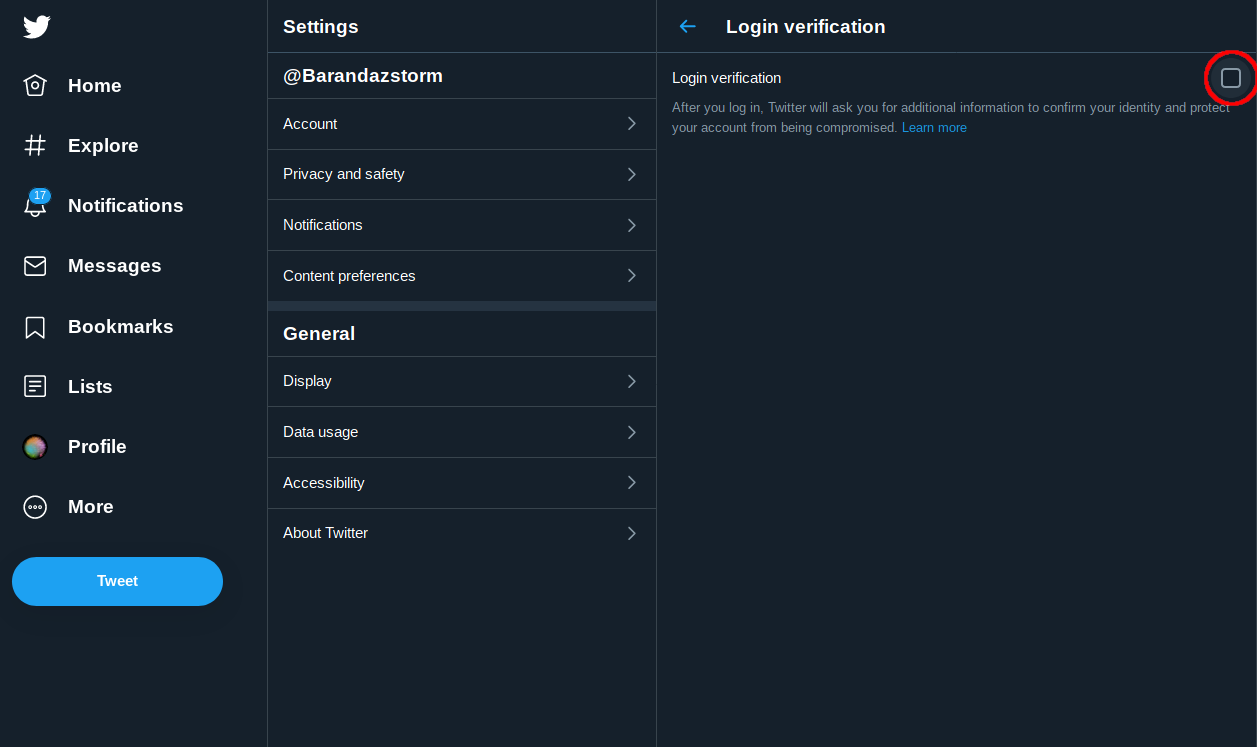 Home
Explore
17
Notifications
Messages
Bookmarks
Lists
Profile
More
Tweet
Settings
@Barandazstorm
Account
Privacy and safety
Notifications
Content preferences
General
Display
Data usage
Accessibility
About Twitter
Login verification
Login verification
After you log in, Twitter will ask you for additional information to confirm your identity and protect
your account from being compromised. Learn more